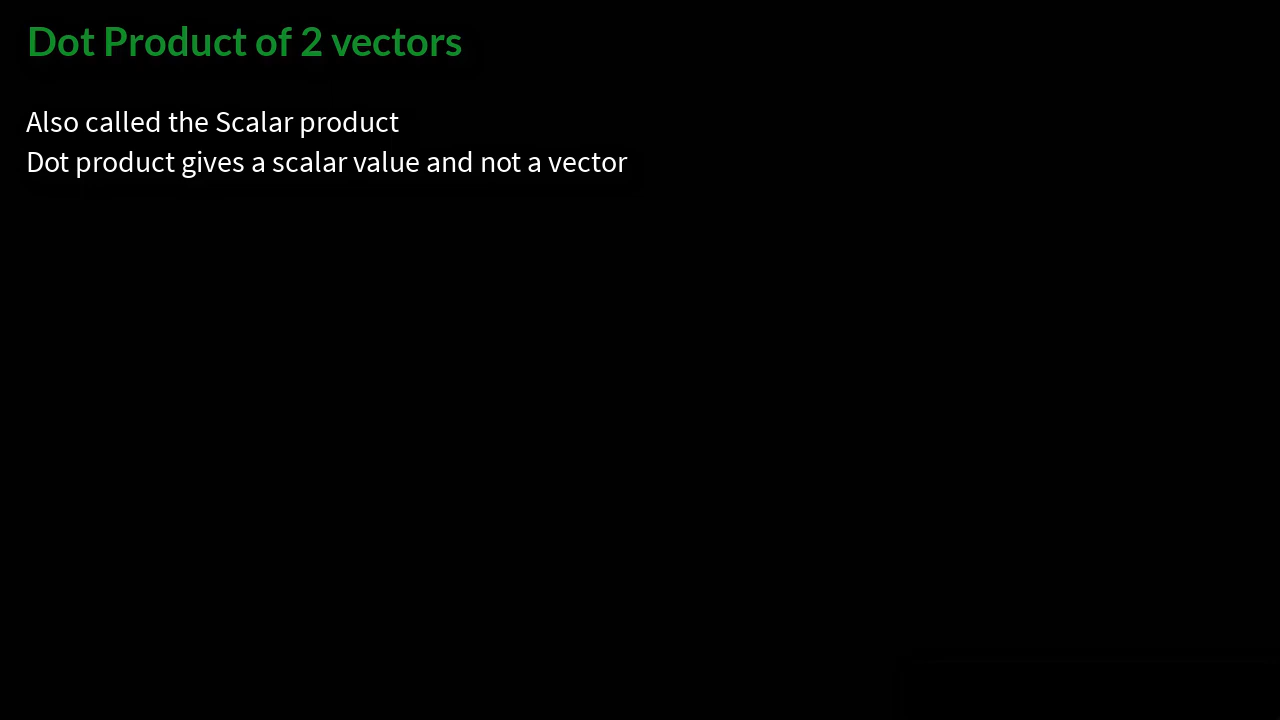 Dot Product of 2 vectors
Also called the Scalar product
Dot product gives a scalar value and not a vector